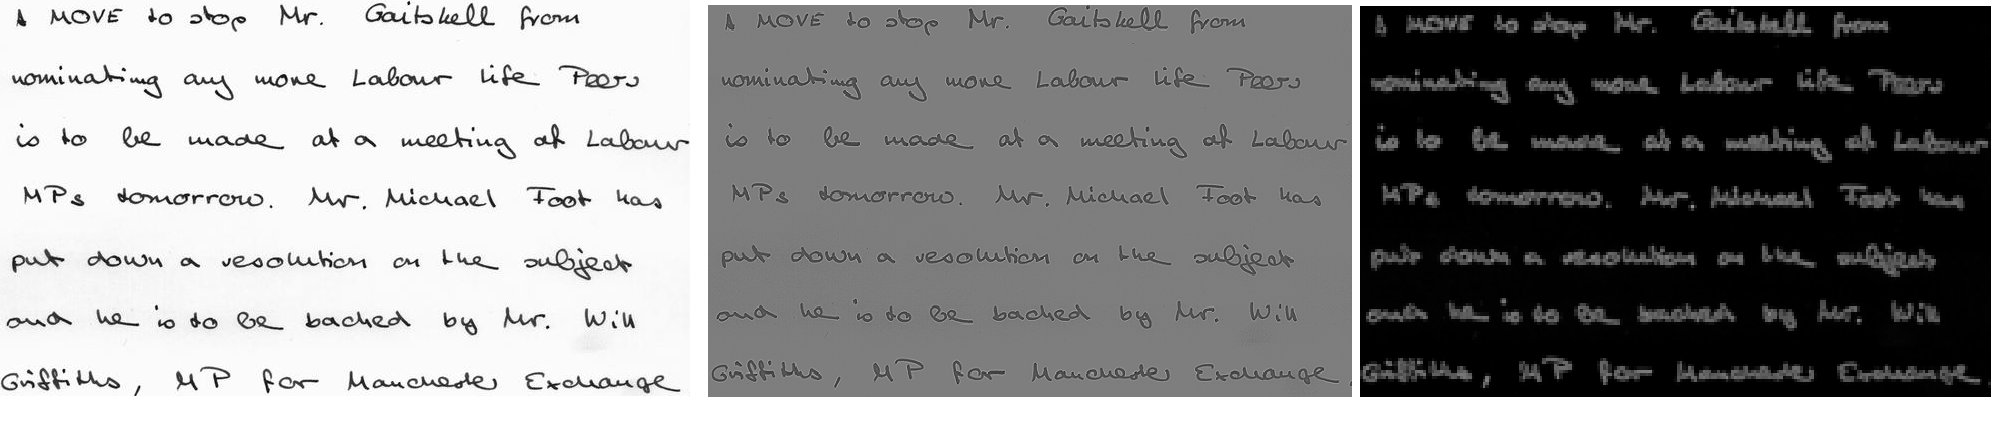 A MOVE to stop Mr. Gaitskell from
nominating any more Labour life Peers
is to be made at a meeting of Labour
MPs tomorrow. Mr. Michael Foot has
put down a resolution on the subject
and he is to be backed by Mr. Will
Griffiths, MP for Manchester Exchange
A MOVE to stop Mr. Gaitskell from
nominating any more Labour life Peers
is to be made at a meeting of Labour
MPs tomorrow. Mr. Michael Foot has
put down a resolution on the subject
and he is to be backed by Mr. Will
Griffiths, MP for Manchester Exchange.
A MOVE to stop Mr. Gaitskell from
nominating any more Labour life Peers
is to be made at a meeting of Labour
MPs tomorrow. Mr. Michael Foot has
put down a resolution on the subject
and he is to be backed by Mr. Will
Griffiths, MP for Manchester Exchange.